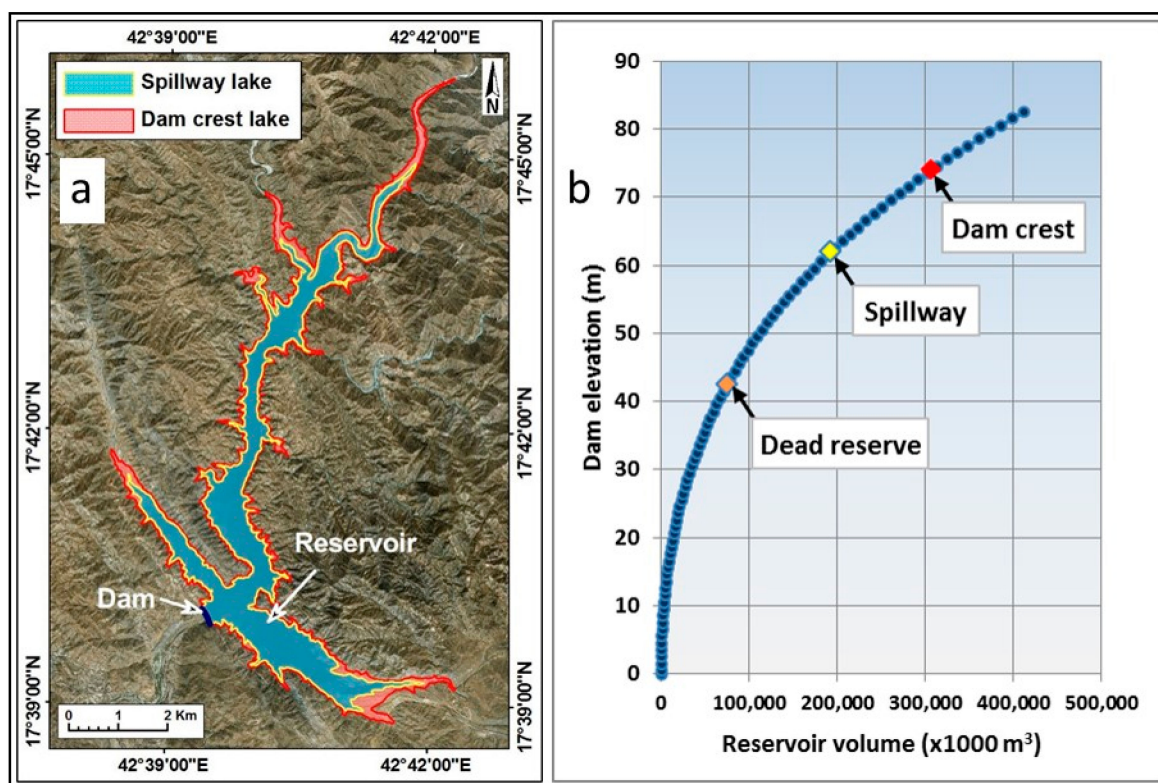 42°39'00"E
42°42'00"E
Spillway lake
Dam crest lake
N
a
17°45'00"N
17°45'00"N
17°42'00"N
17°42'00"N
Reservoir
Dam
17°39'00"N
17°39'00"N
0 1 2 Km
42°39'00"E
42°42'00"E
b
Dam elevation (m)
90
80
70
60
50
40
30
20
10
0
Dam crest
Spillway
Dead reserve
0 100,000 200,000 300,000 400,000 500,000
Reservoir volume (x1000 m³)